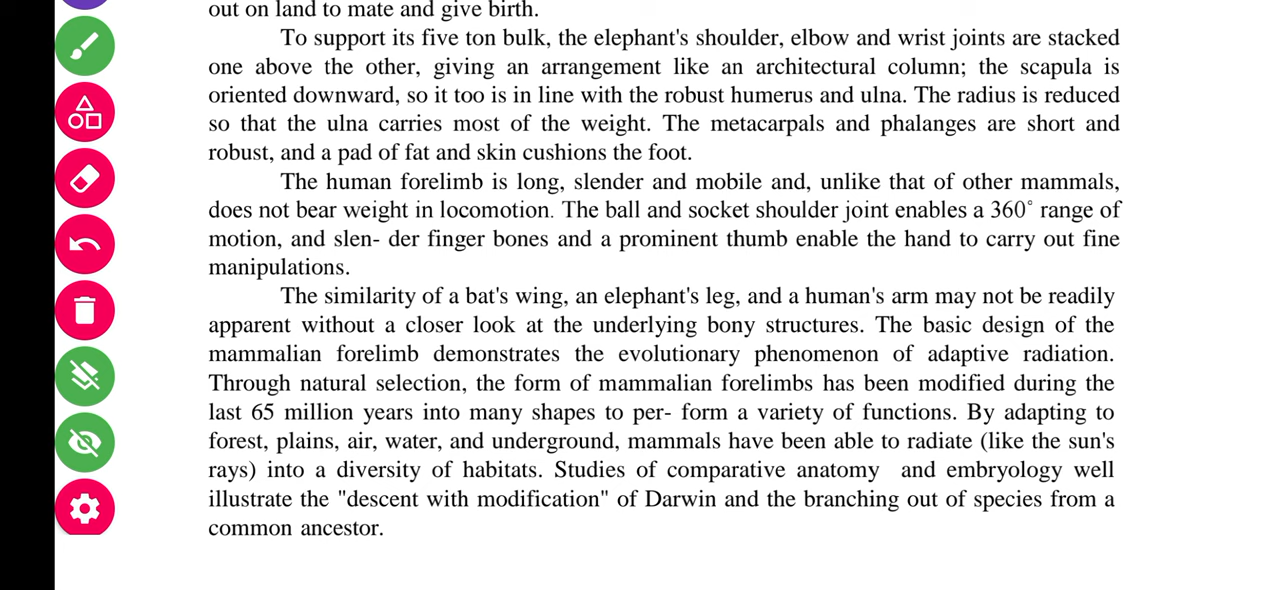 out on land to mate and give birth.
To support its five ton bulk, the elephant's shoulder, elbow and wrist joints are stacked
one above the other, giving an arrangement like an architectural column; the scapula is
oriented downward, so it too is in line with the robust humerus and ulna. The radius is reduced
so that the ulna carries most of the weight. The metacarpals and phalanges are short and
robust, and a pad of fat and skin cushions the foot.
The human forelimb is long, slender and mobile and, unlike that of other mammals,
does not bear weight in locomotion. The ball and socket shoulder joint enables a 360° range of
motion, and slen- der finger bones and a prominent thumb enable the hand to carry out fine
manipulations.
The similarity of a bat's wing, an elephant's leg, and a human's arm may not be readily
apparent without a closer look at the underlying bony structures. The basic design of the
mammalian forelimb demonstrates the evolutionary phenomenon of adaptive radiation.
Through natural selection, the form of mammalian forelimbs has been modified during the
last 65 million years into many shapes to per- form a variety of functions. By adapting to
forest, plains, air, water, and underground, mammals have been able to radiate (like the sun's
rays) into a diversity of habitats. Studies of comparative anatomy and embryology well
illustrate the "descent with modification" of Darwin and the branching out of species from a
common ancestor.